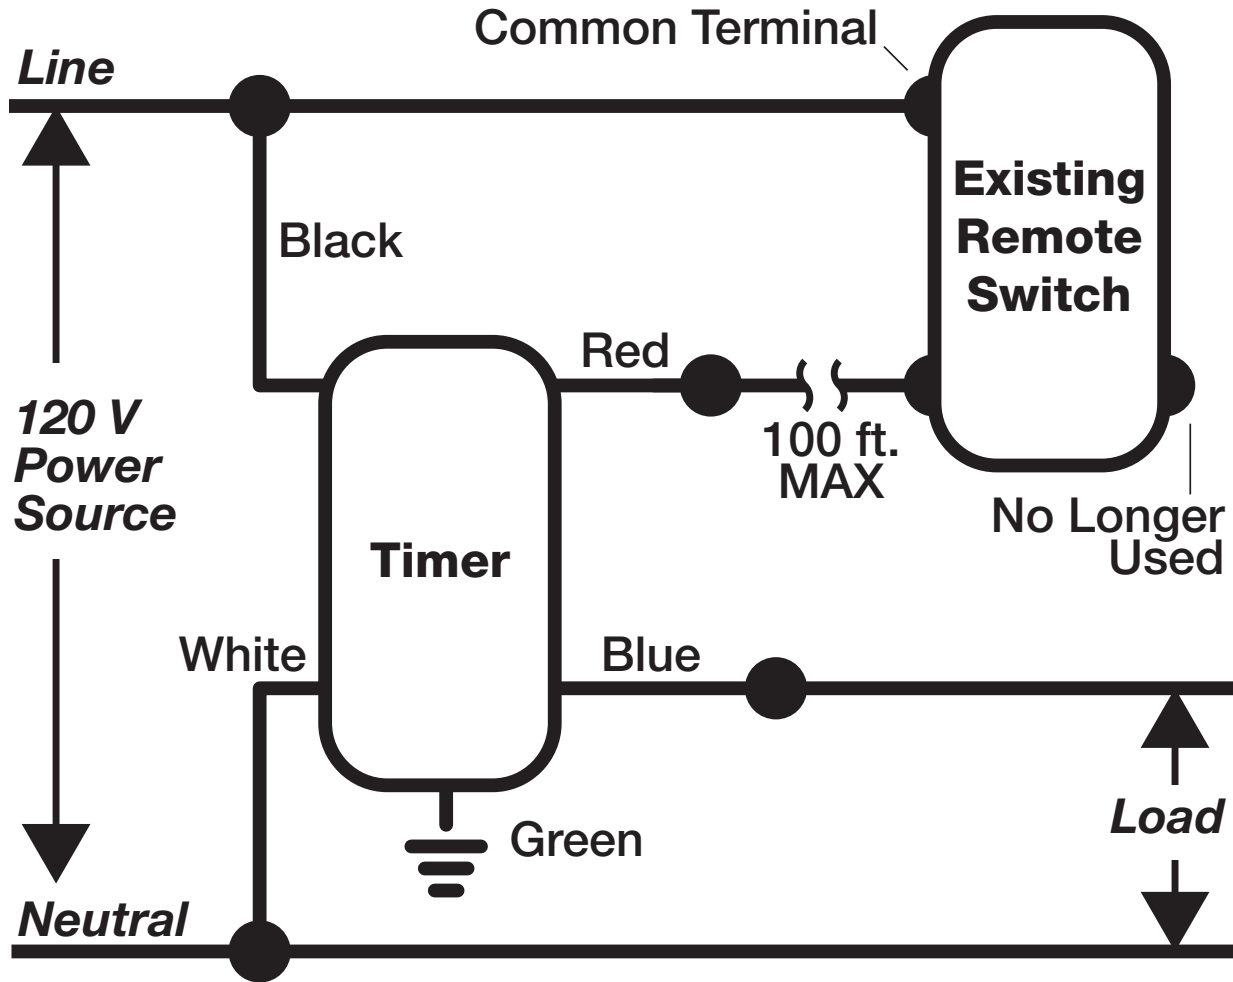 Common Terminal
Line
Existing
Remote
Switch
Black
Red
120 V
Power
Source
100 ft.
MAX
No Longer
Used
Timer
White
Blue
Load
Green
Neutral